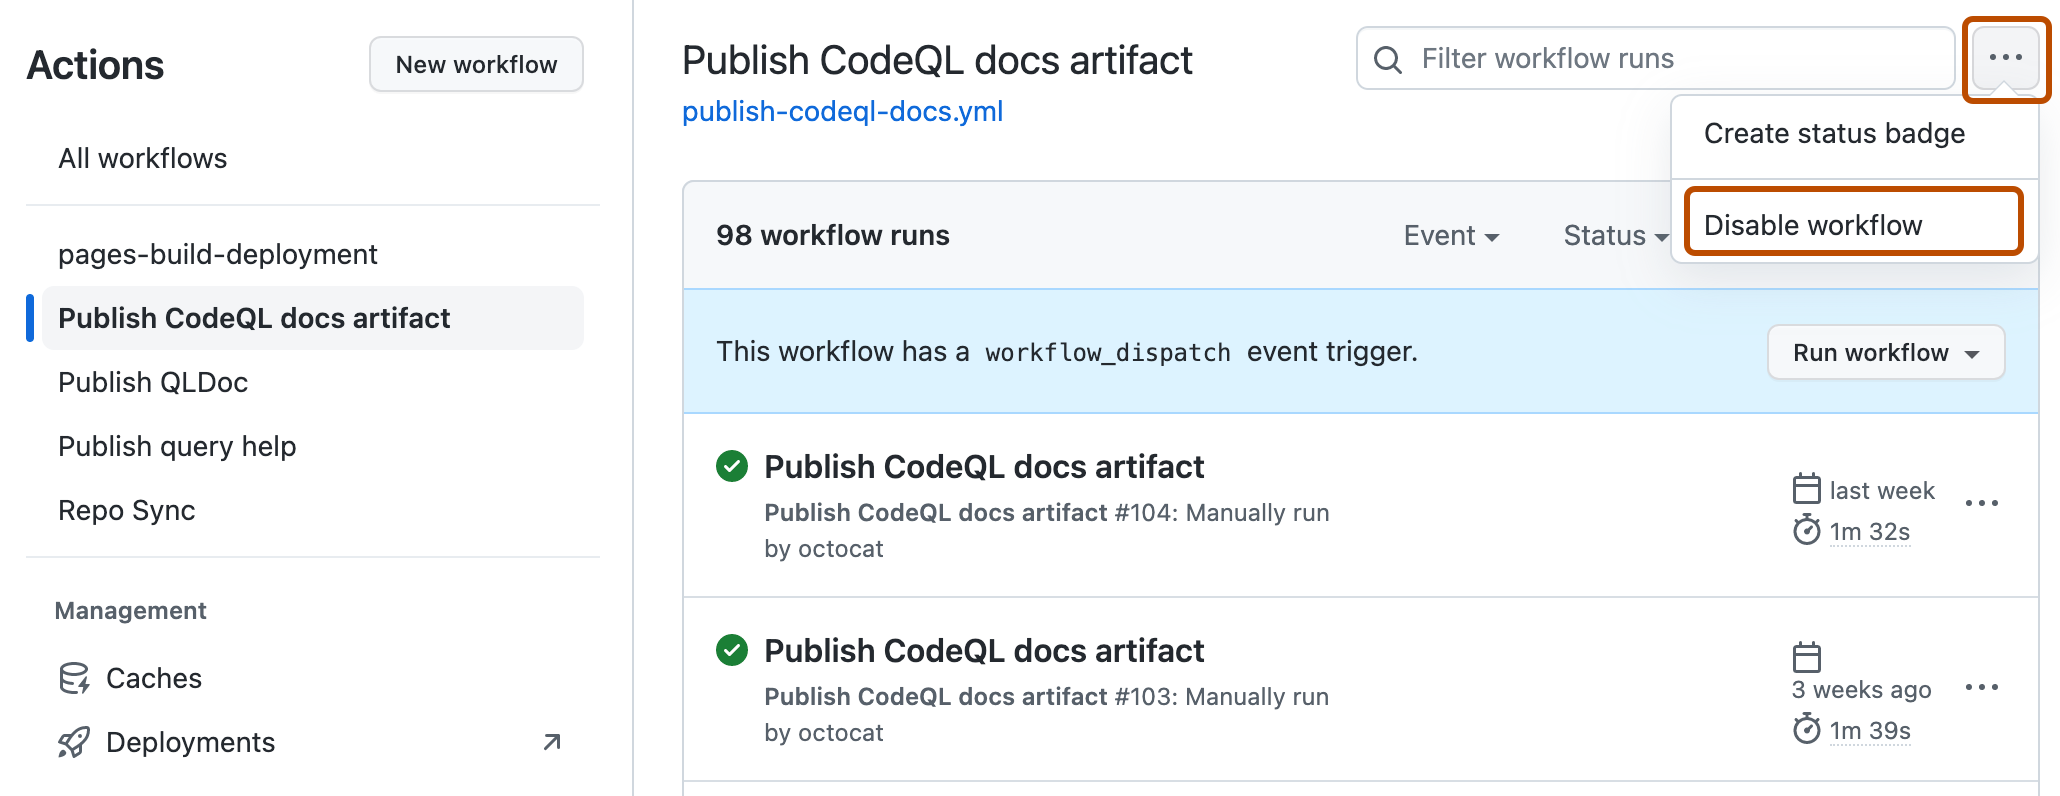 Actions
New workflow
All workflows
pages-build-deployment
Publish CodeQL docs artifact
Publish QLDoc
Publish query help
Repo Sync
Management
Caches
Deployments
Publish CodeQL docs artifact
publish-codeql-docs.yml
Filter workflow runs
Create status badge
Disable workflow
98 workflow runs
Event
Status
This workflow has a workflow_dispatch event trigger.
Run workflow
Publish CodeQL docs artifact
Publish CodeQL docs artifact #104: Manually run
by octocat
last week
1m 32s
Publish CodeQL docs artifact
Publish CodeQL docs artifact #103: Manually run
by octocat
3 weeks ago
1m 39s